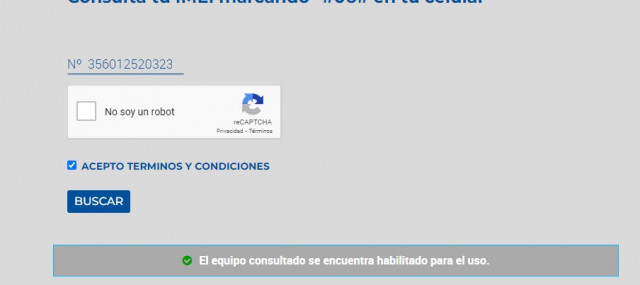 Consulta tu IMEI marcando *#06# en tu celular
Nº 356012520323
No soy un robot
reCAPTCHA
Privacidad - Términos
ACEPTO TERMINOS Y CONDICIONES
BUSCAR
El equipo consultado se encuentra habilitado para el uso.